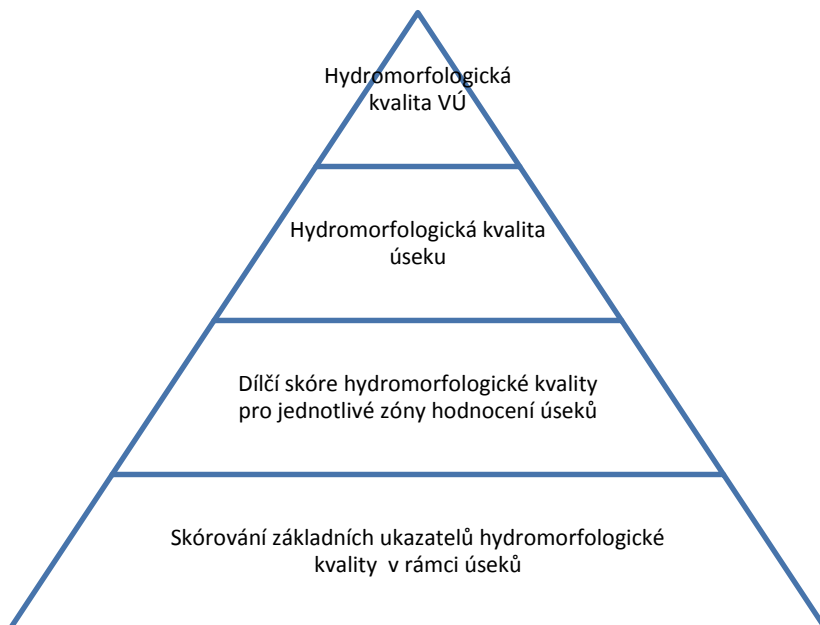 Hydromorfologická
kvalita VÚ
Hydromorfologická kvalita
úseku
Dílčí skóre hydromorfologické kvality
pro jednotlivé zóny hodnocení úseků
Skórování základních ukazatelů hydromorfologické
kvality v rámci úseků